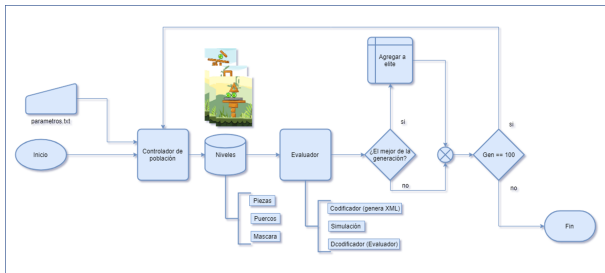 Agregar a
elite
parametros.txt
si
si
Inicio
Controlador de
población
Niveles
Evaluador
¿El mejor de la
generación?
Gen <= 100
no
no
Piezas
Puercos
Mascara
Codificador (genera XML)
Simulación
Dcodificador (Evaluador)
Fin